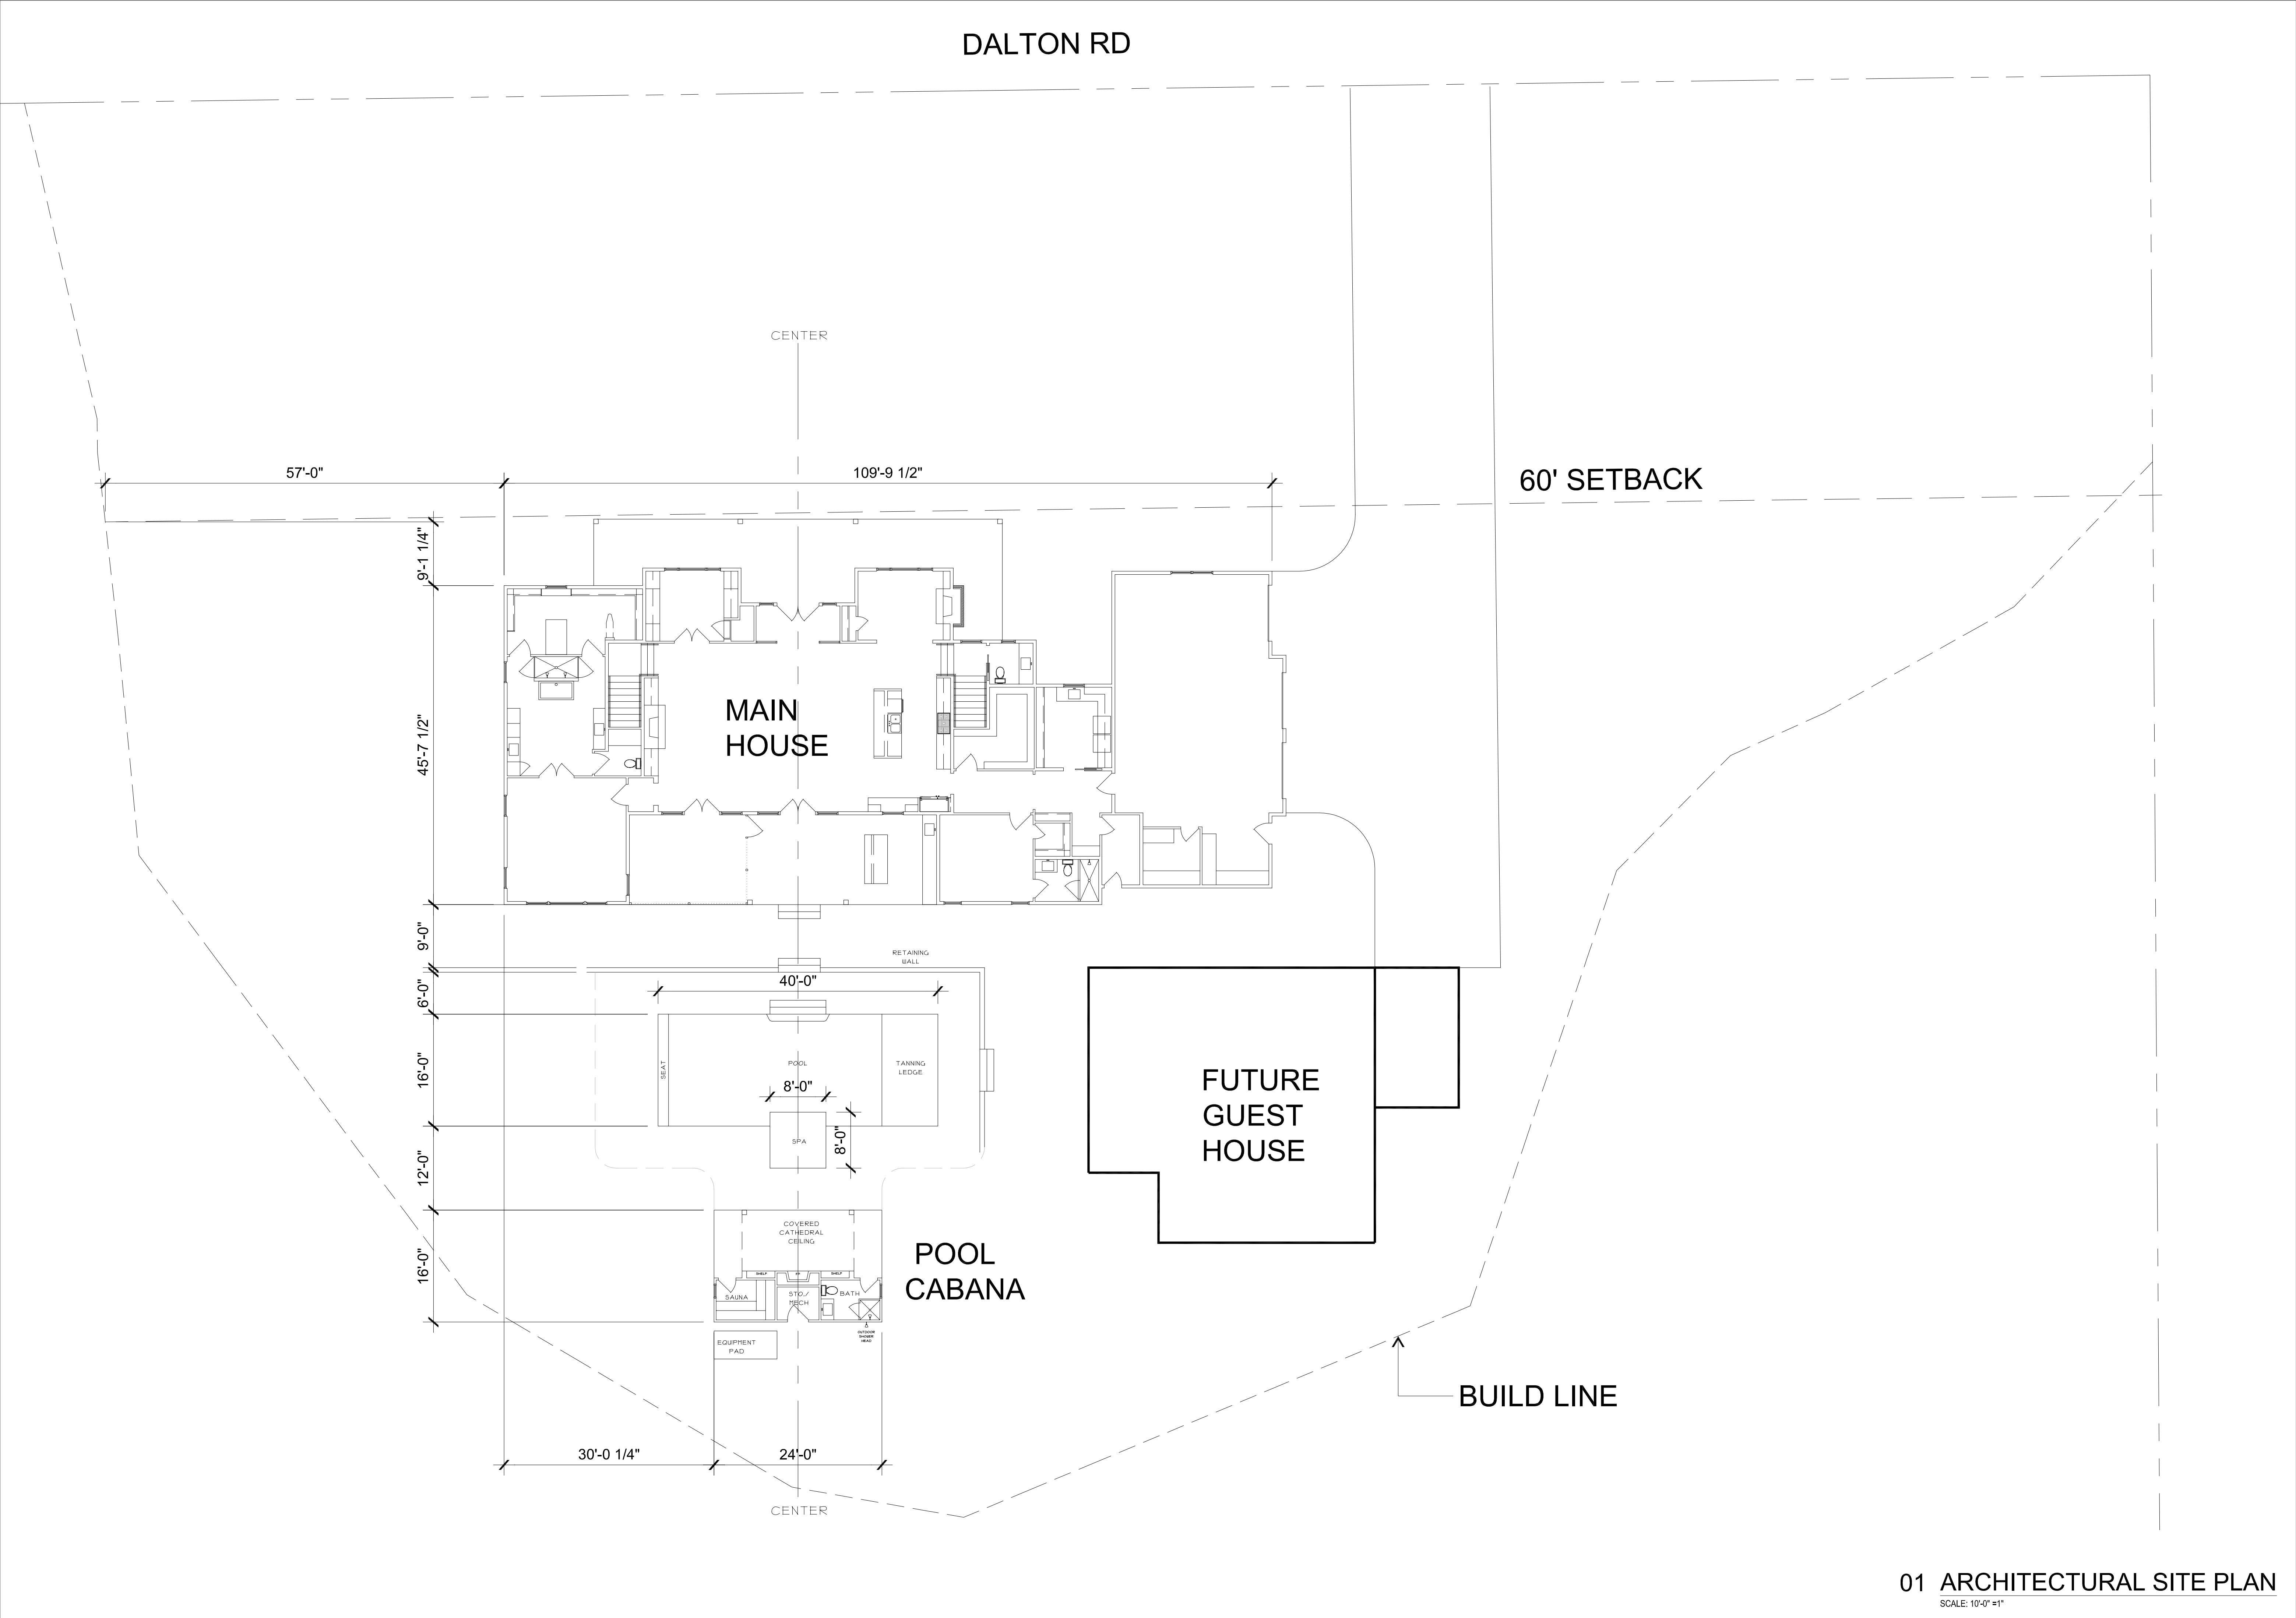 DALTON RD
CENTER
57'-0"
109'-9 1/2"
60' SETBACK
9'-1 1/4"
MAIN
HOUSE
45'-7 1/2"
9'-0"
RETAINING
WALL
6'-0"
40'-0"
16'-0"
SEAT
POOL
TANNING
LEDGE
8'-0"
SPA
8'-0"
FUTURE
GUEST
HOUSE
12'-0"
COVERED
CATHEDRAL
CEILING
POOL
CABANA
16'-0"
SHELF
SHELF
SAUNA
STO./
MECH
BATH
OUTDOOR
SHOWER
HEAD
EQUIPMENT
PAD
BUILD LINE
30'-0 1/4"
24'-0"
CENTER
01 ARCHITECTURAL SITE PLAN
SCALE: 10'-0" =1"